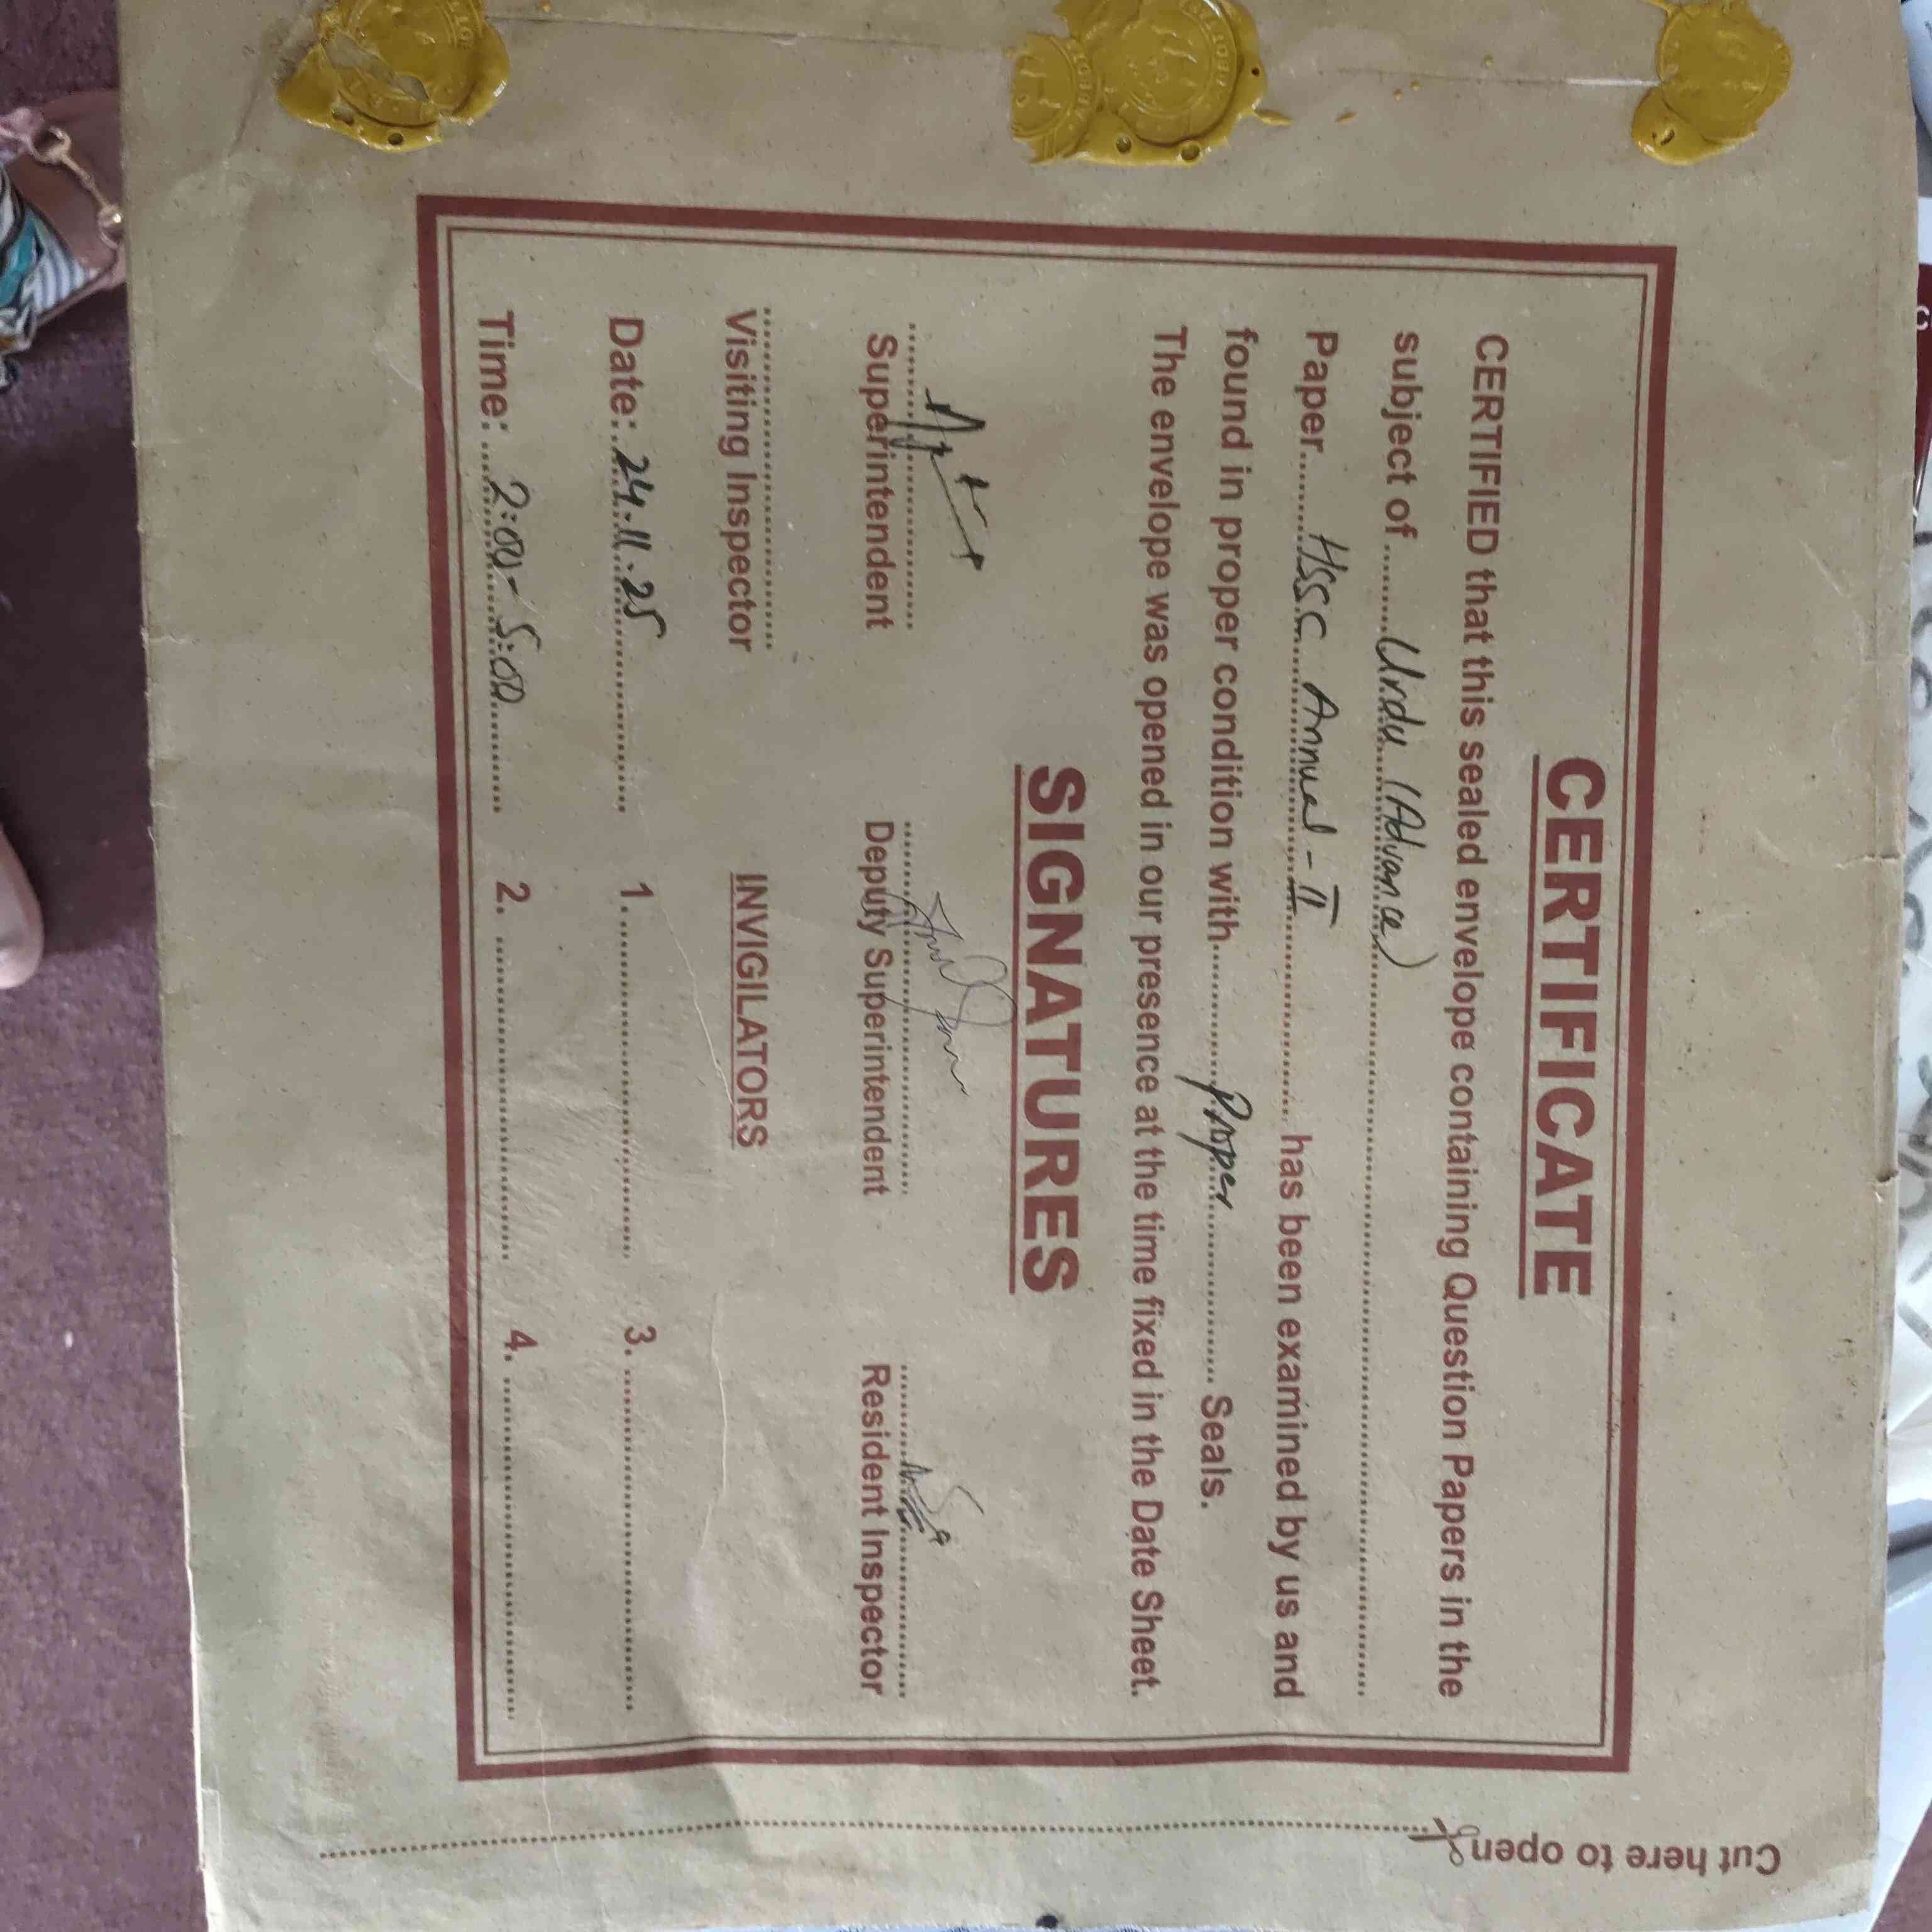 CERTIFICATE
CERTIFIED that this sealed envelope containing Question Papers in the
subject of ........ Urdu (Advance) ........
Paper........ HSSC Annual - II ........ has been examined by us and
found in proper condition with........ Proper ........ Seals.
The envelope was opened in our presence at the time fixed in the Date Sheet.
SIGNATURES
Superintendent Deputy Superintendent Resident Inspector
Visiting Inspector INVIGILATORS
Date: 24.11.25 1. ........ 3. ........
Time: 2:00 - 5:00 2. ........ 4. ........
Cut here to open